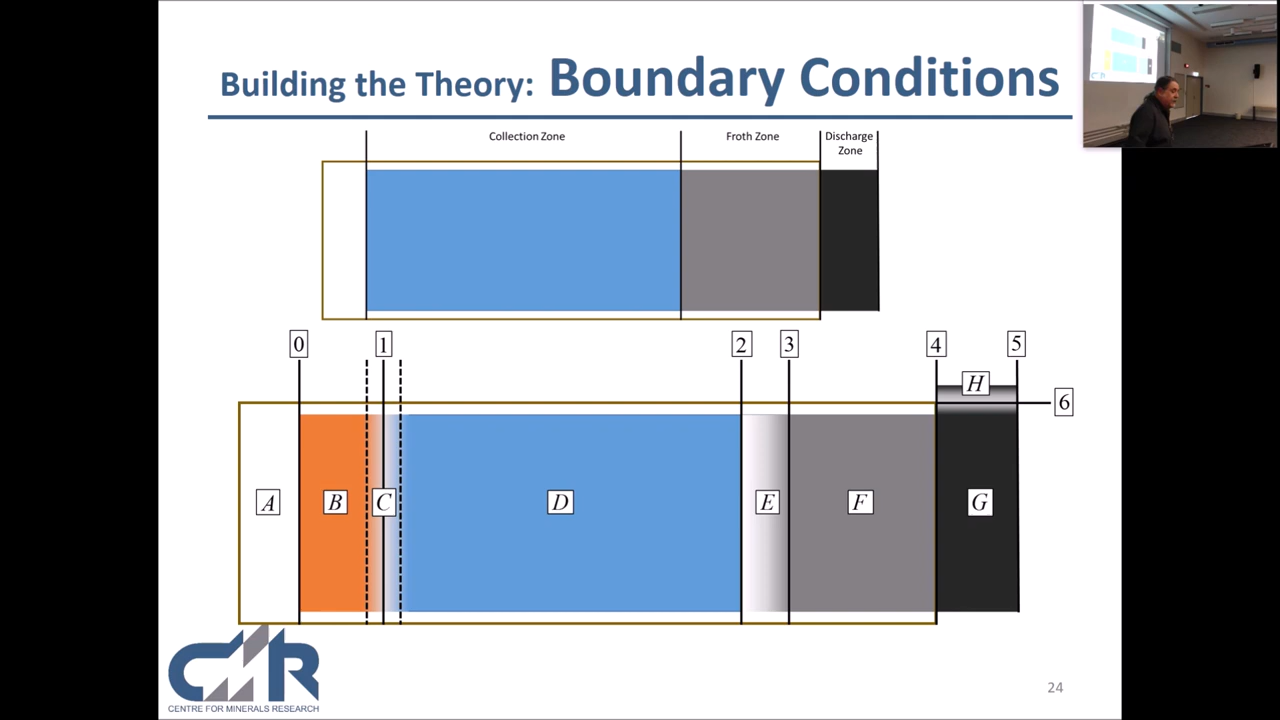 Building the Theory: Boundary Conditions
Collection Zone
Froth Zone
Discharge
Zone
0
1
2
3
4
5
H
6
A
B
C
D
E
F
G
CMR
CENTRE FOR MINERALS RESEARCH
24